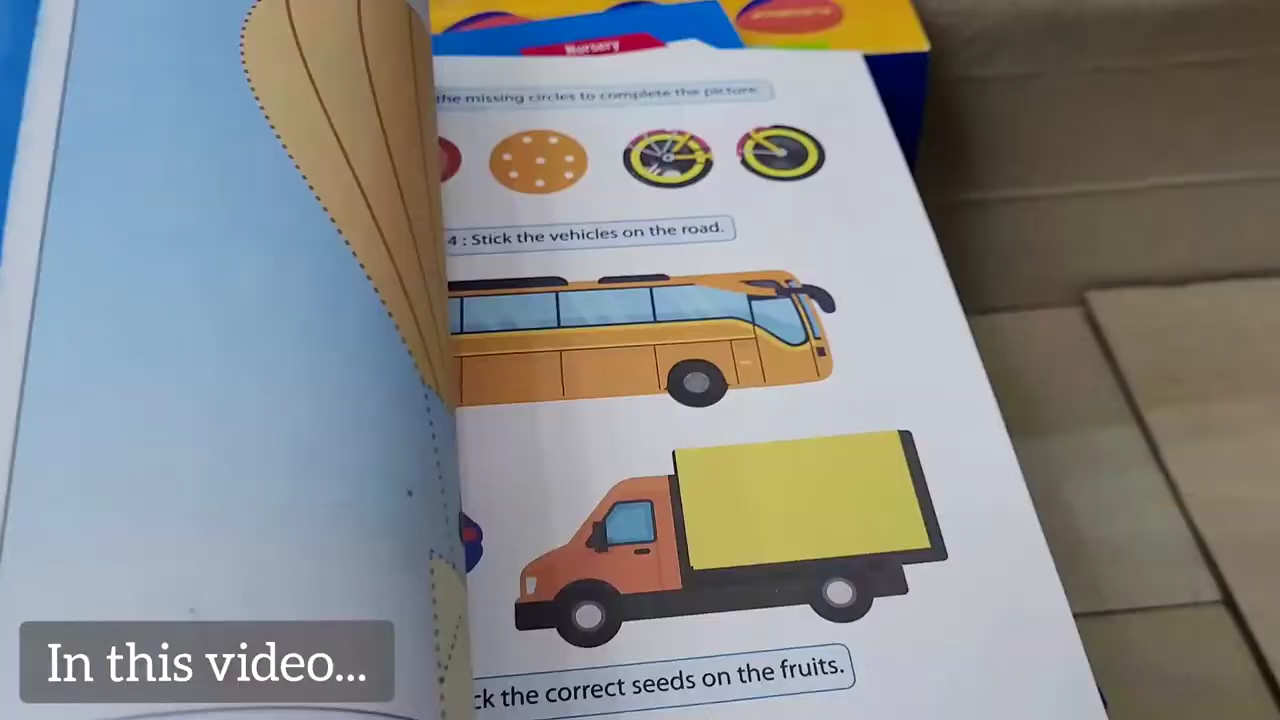 Nursery
the missing circles to complete the picture.
4 : Stick the vehicles on the road.
ck the correct seeds on the fruits.
In this video...